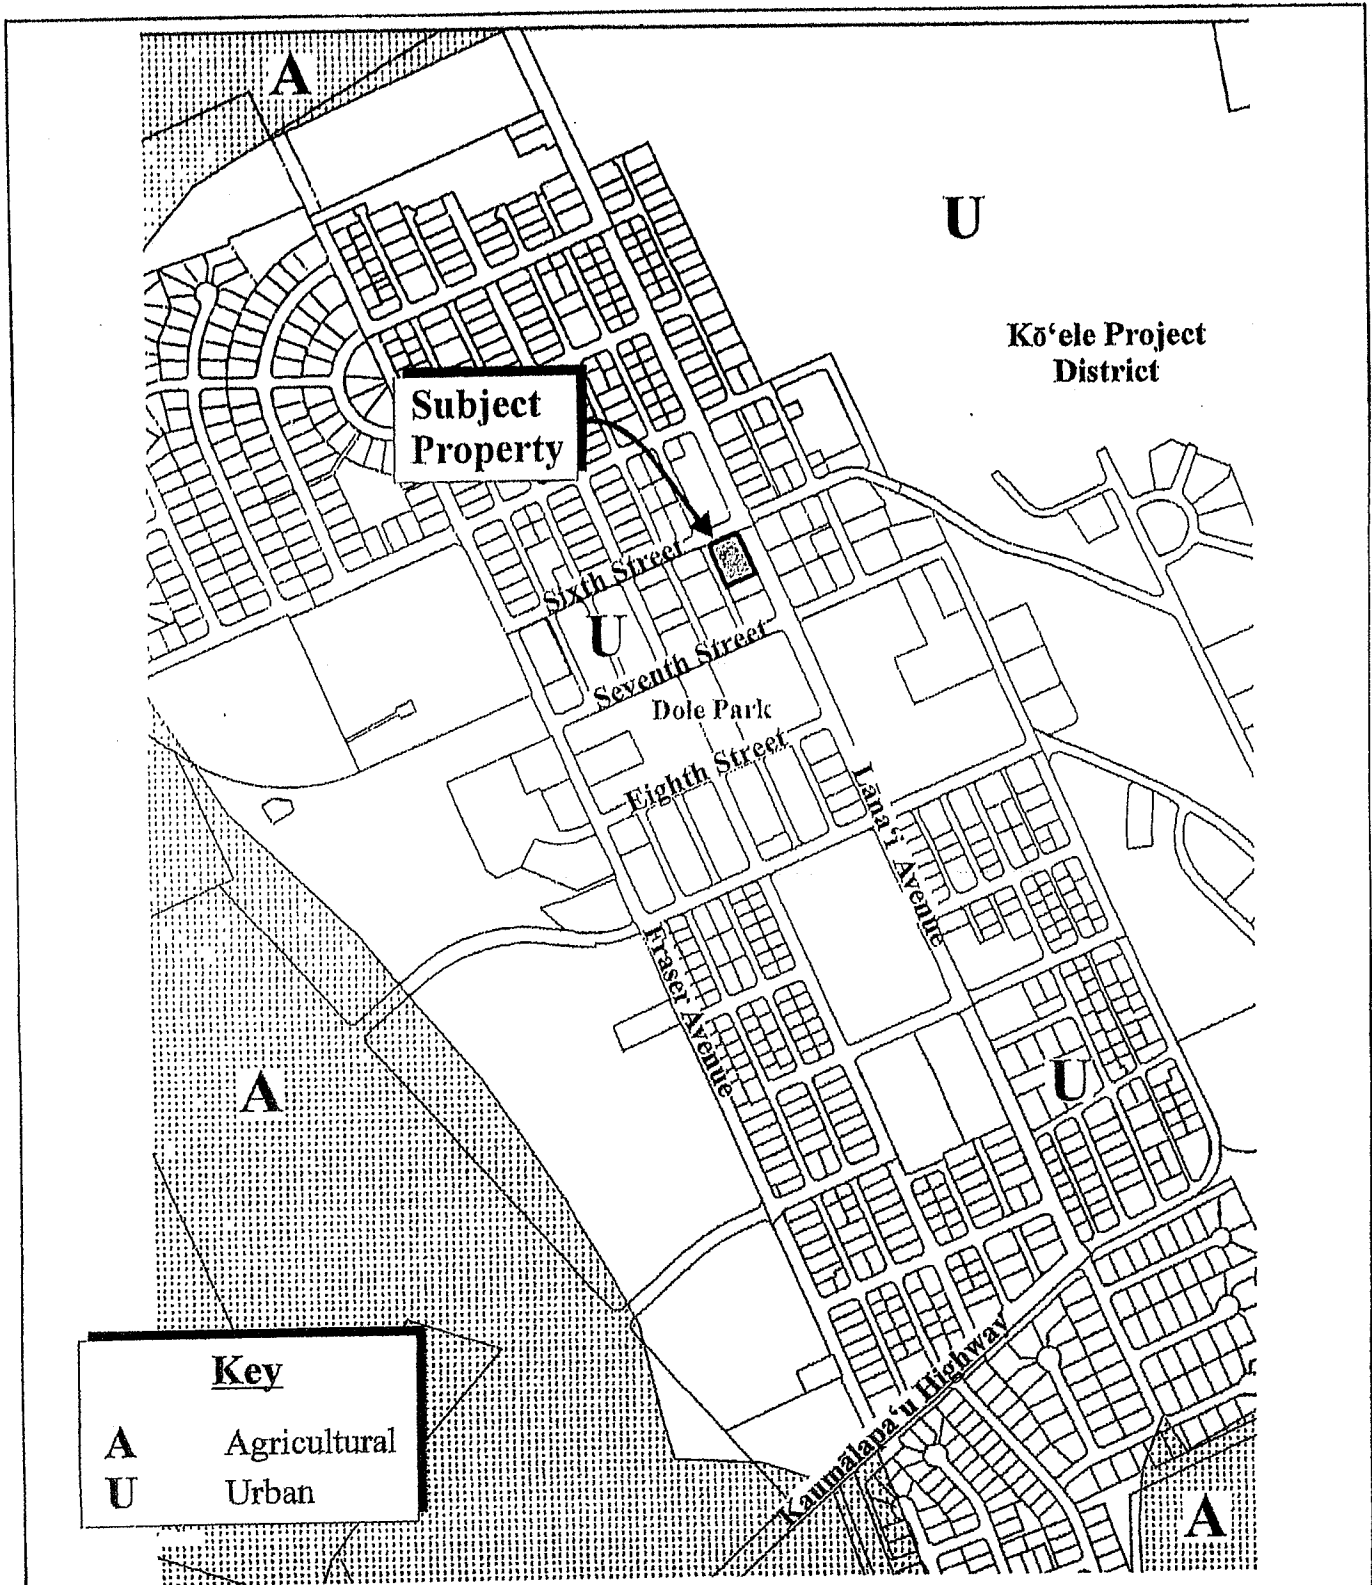 A
U
Kō‘ele Project
District
Subject
Property
Sixth Street
U
Seventh Street
Dole Park
Eighth Street
Lāna‘i Avenue
Fraser Avenue
A
U
Key
A Agricultural
U Urban
Kaumālapa‘u Highway
A